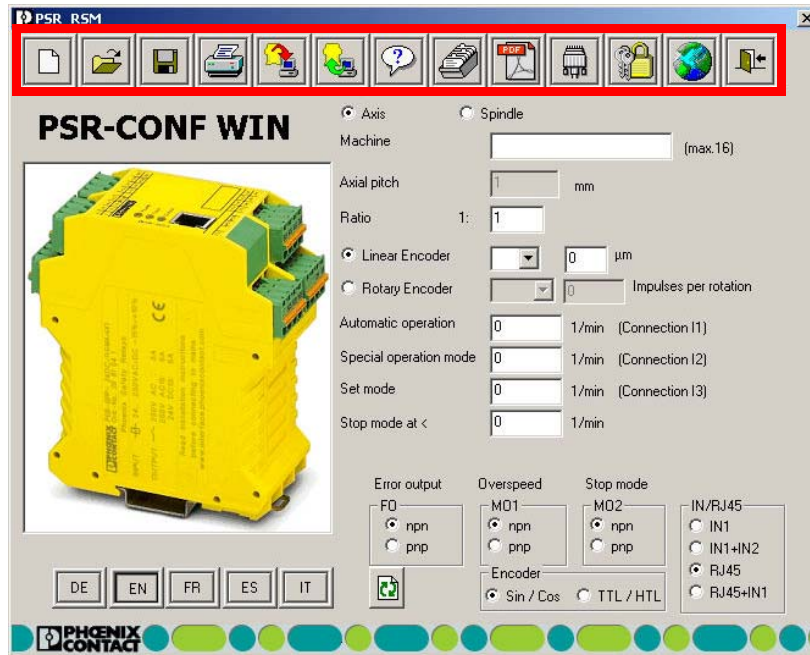 PSR_RSM
PDF
PSR-CONF WIN
Axis
Spindle
Machine
(max.16)
Axial pitch
1
mm
Ratio
1:
1
Linear Encoder
0
µm
Rotary Encoder
0
Impulses per rotation
Automatic operation
0
1/min
(Connection I1)
Special operation mode
0
1/min
(Connection I2)
Set mode
0
1/min
(Connection I3)
Stop mode at <
0
1/min
Error output
FO
npn
pnp
Overspeed
MO1
npn
pnp
Stop mode
MO2
npn
pnp
Encoder
Sin / Cos
TTL / HTL
IN/RJ45
IN1
IN1+IN2
RJ45
RJ45+IN1
DE
EN
FR
ES
IT
PHŒNIX
CONTACT